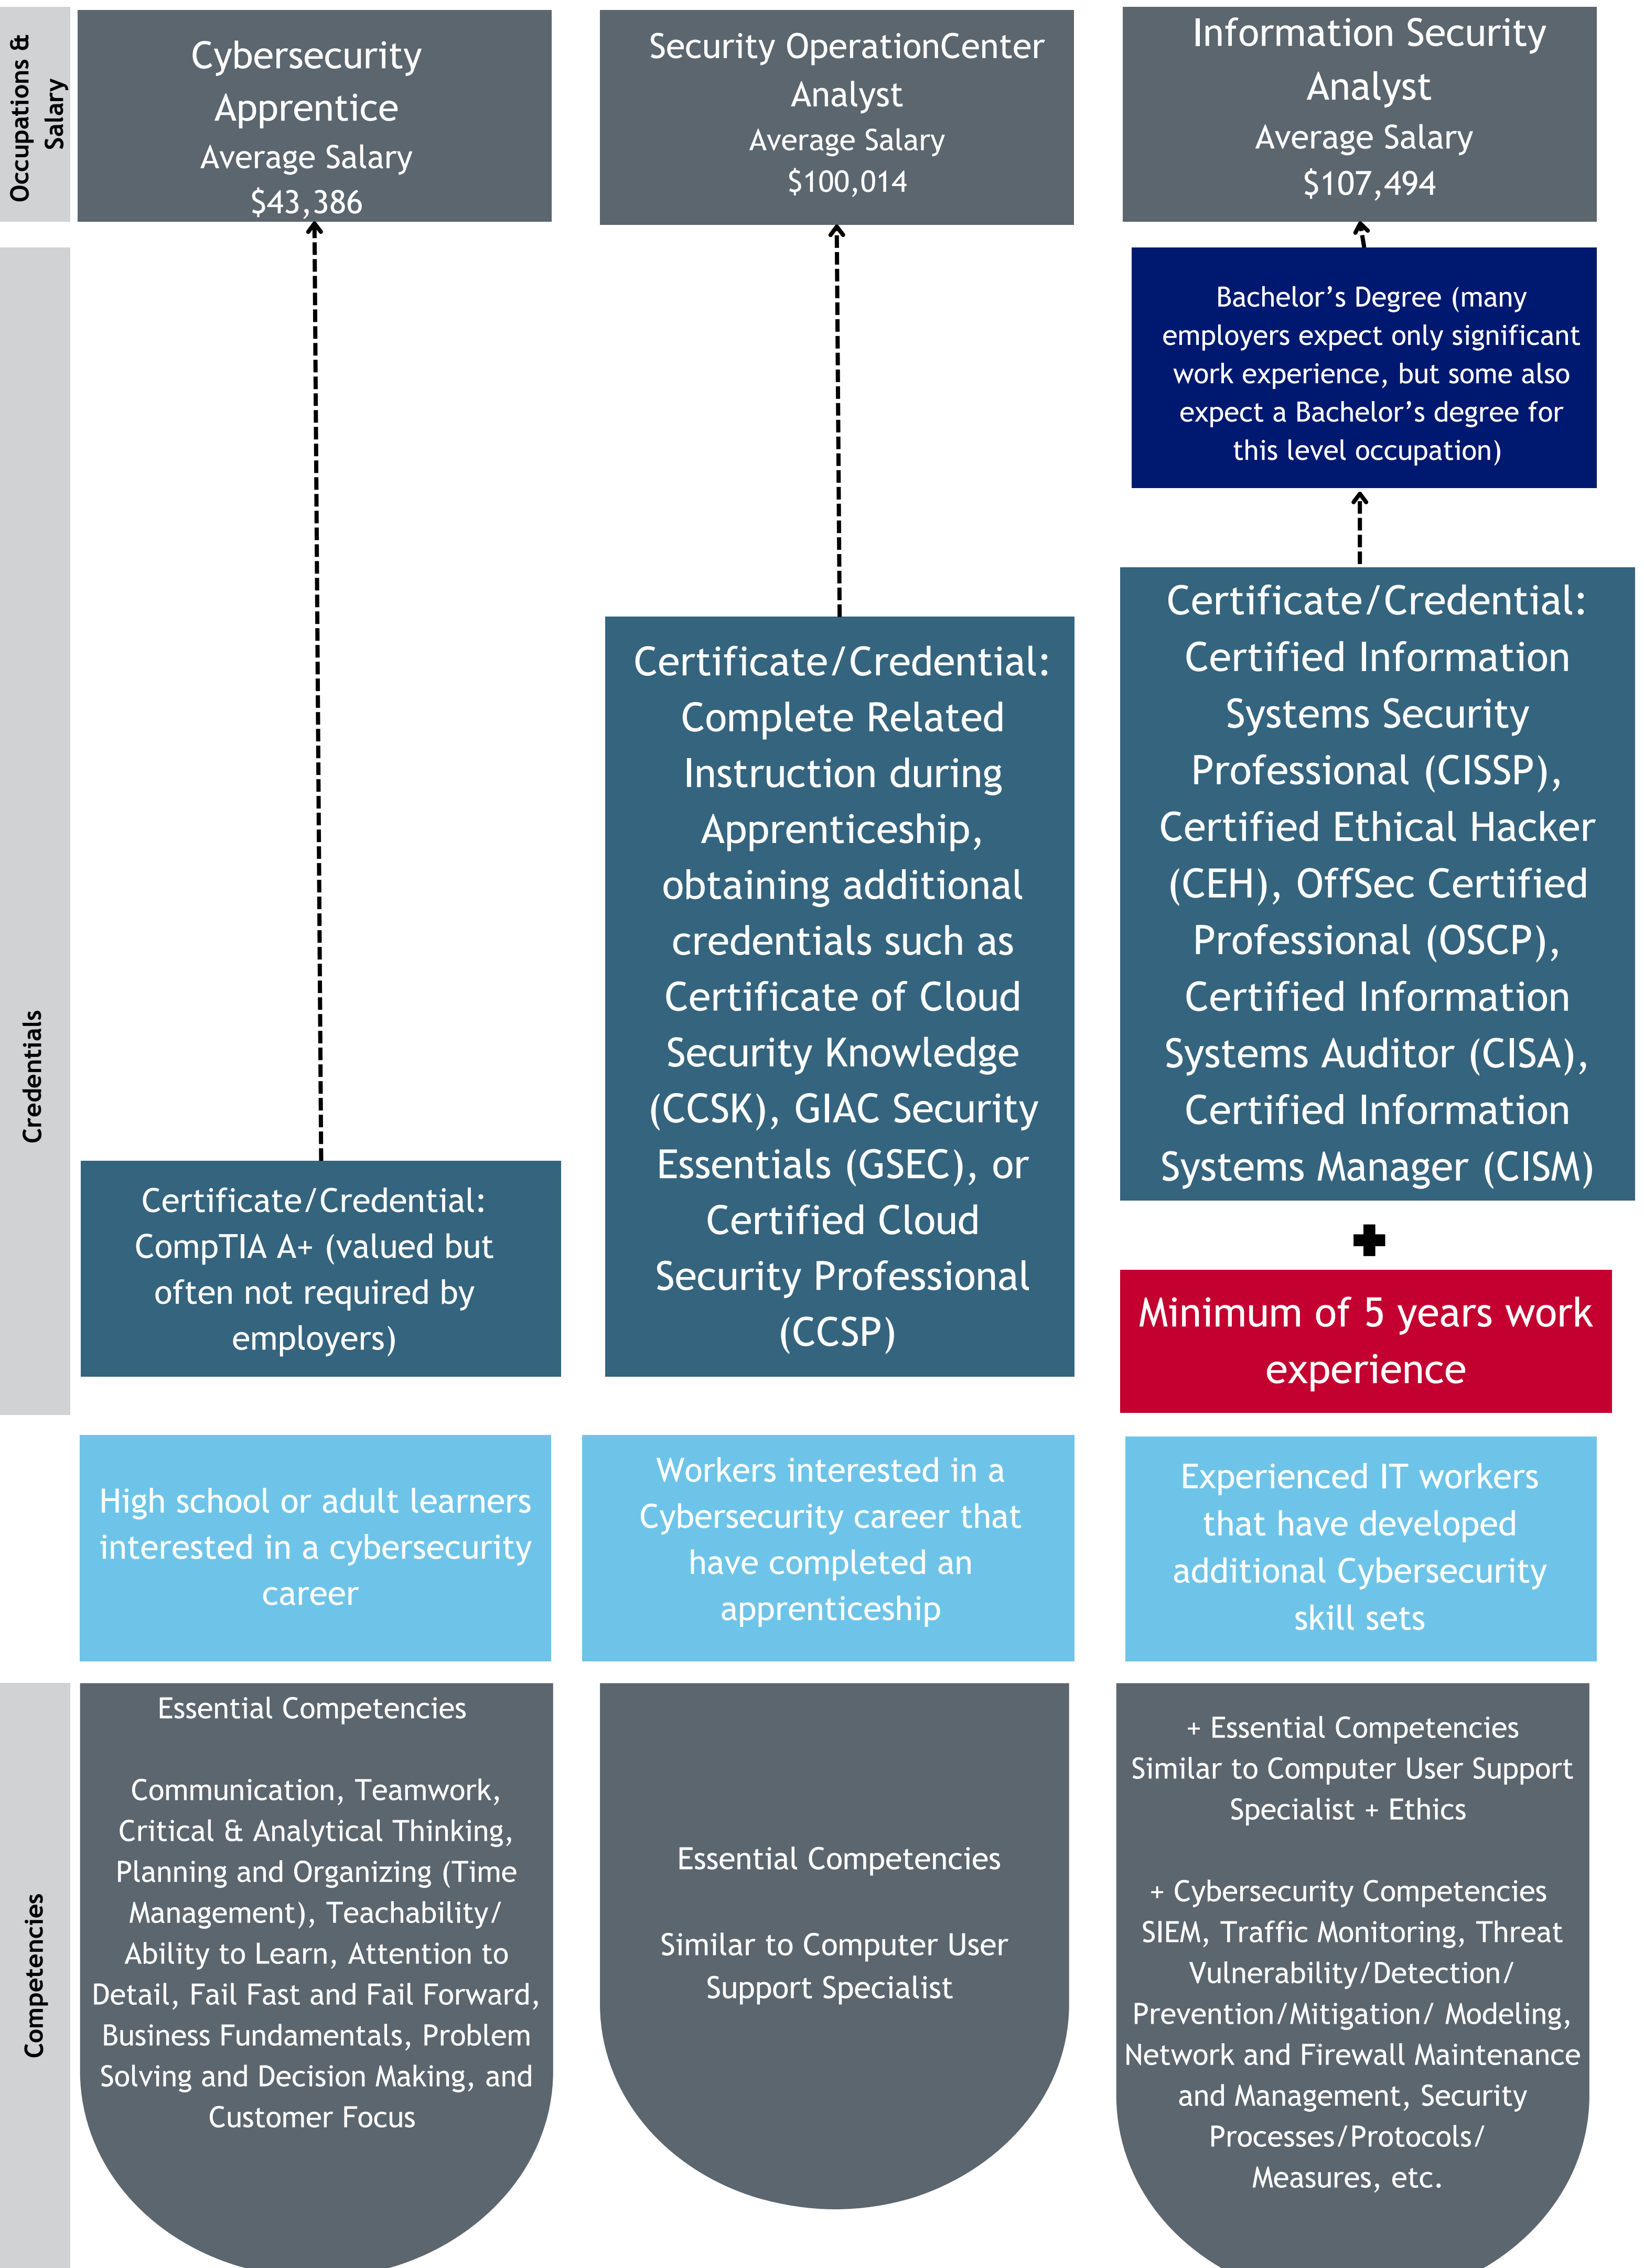 Occupations &
Salary
Cybersecurity
Apprentice
Average Salary
$43,386
Security OperationCenter
Analyst
Average Salary
$100,014
Information Security
Analyst
Average Salary
$107,494
Credentials
Bachelor’s Degree (many
employers expect only significant
work experience, but some also
expect a Bachelor’s degree for
this level occupation)
Certificate/Credential:
CompTIA A+ (valued but
often not required by
employers)
Certificate/Credential:
Complete Related
Instruction during
Apprenticeship,
obtaining additional
credentials such as
Certificate of Cloud
Security Knowledge
(CCSK), GIAC Security
Essentials (GSEC), or
Certified Cloud
Security Professional
(CCSP)
Certificate/Credential:
Certified Information
Systems Security
Professional (CISSP),
Certified Ethical Hacker
(CEH), OffSec Certified
Professional (OSCP),
Certified Information
Systems Auditor (CISA),
Certified Information
Systems Manager (CISM)
Minimum of 5 years work
experience
High school or adult learners
interested in a cybersecurity
career
Workers interested in a
Cybersecurity career that
have completed an
apprenticeship
Experienced IT workers
that have developed
additional Cybersecurity
skill sets
Competencies
Essential Competencies
Communication, Teamwork,
Critical & Analytical Thinking,
Planning and Organizing (Time
Management), Teachability/
Ability to Learn, Attention to
Detail, Fail Fast and Fail Forward,
Business Fundamentals, Problem
Solving and Decision Making, and
Customer Focus
Essential Competencies
Similar to Computer User
Support Specialist
+ Essential Competencies
Similar to Computer User Support
Specialist + Ethics
+ Cybersecurity Competencies
SIEM, Traffic Monitoring, Threat
Vulnerability/Detection/
Prevention/Mitigation/ Modeling,
Network and Firewall Maintenance
and Management, Security
Processes/Protocols/
Measures, etc.